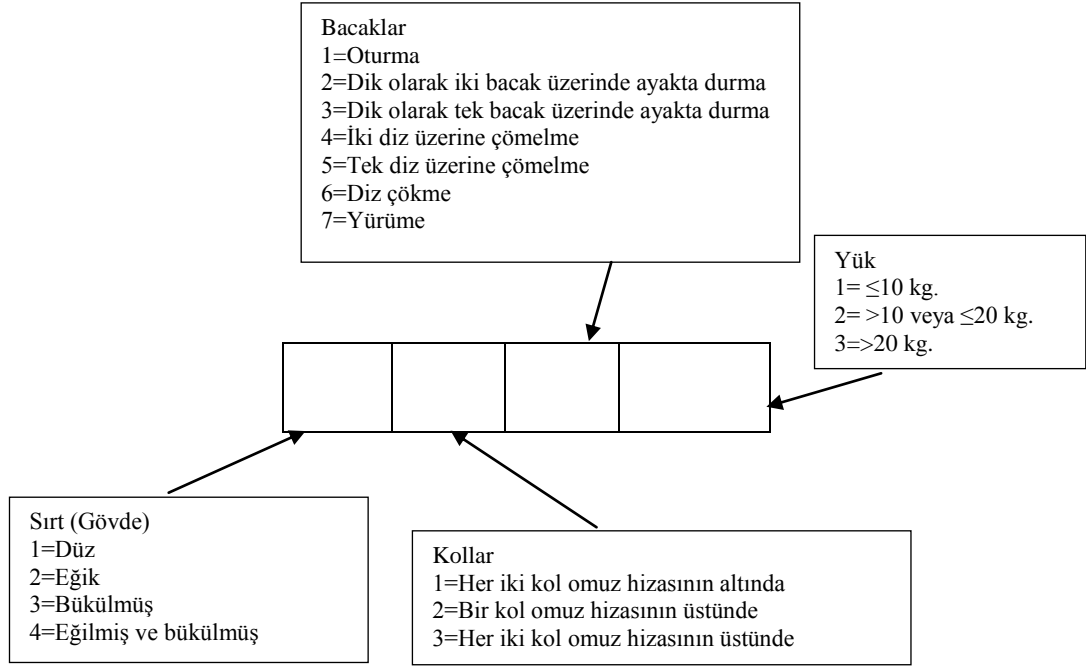 Bacaklar
1=Oturma
2=Dik olarak iki bacak üzerinde ayakta durma
3=Dik olarak tek bacak üzerinde ayakta durma
4=İki diz üzerine çömelme
5=Tek diz üzerine çömelme
6=Diz çökme
7=Yürüme
Yük
1= ≤10 kg.
2= >10 veya ≤20 kg.
3=>20 kg.
Sırt (Gövde)
1=Düz
2=Eğik
3=Bükülmüş
4=Eğilmiş ve bükülmüş
Kollar
1=Her iki kol omuz hizasının altında
2=Bir kol omuz hizasının üstünde
3=Her iki kol omuz hizasının üstünde